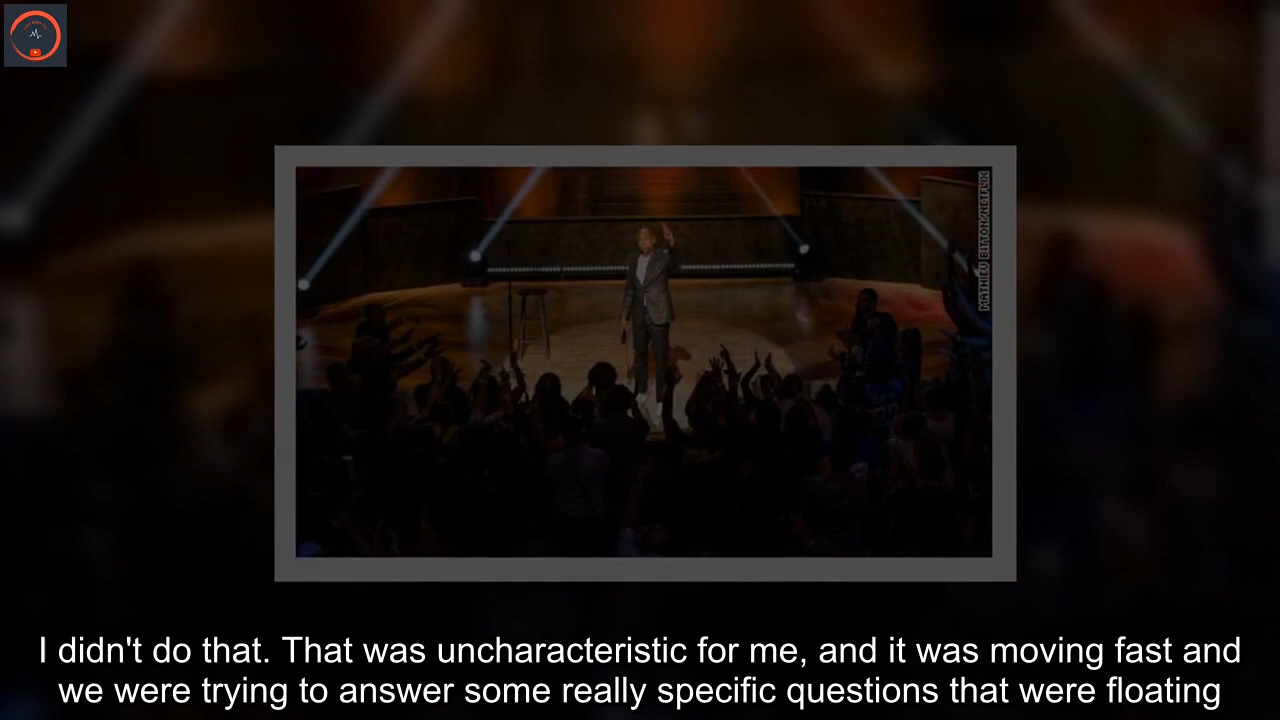 MATHIEU BITTON/NETFLIX
I didn't do that. That was uncharacteristic for me, and it was moving fast and
we were trying to answer some really specific questions that were floating